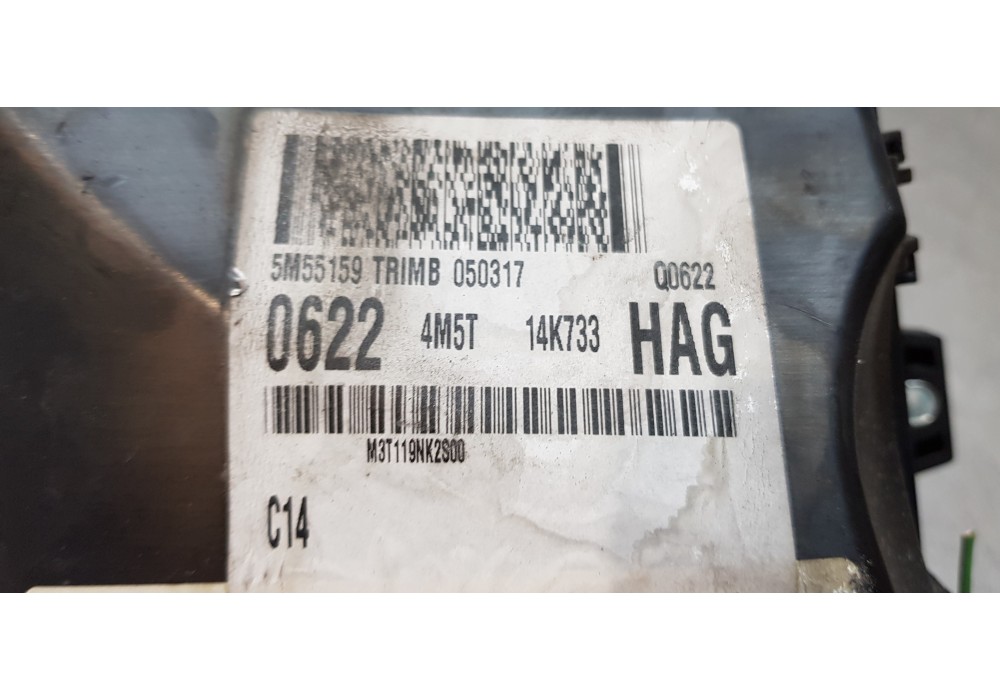 5M55159 TRIMB 050317 Q0622
0622 4M5T 14K733 HAG
M3T119NK2S00
C14